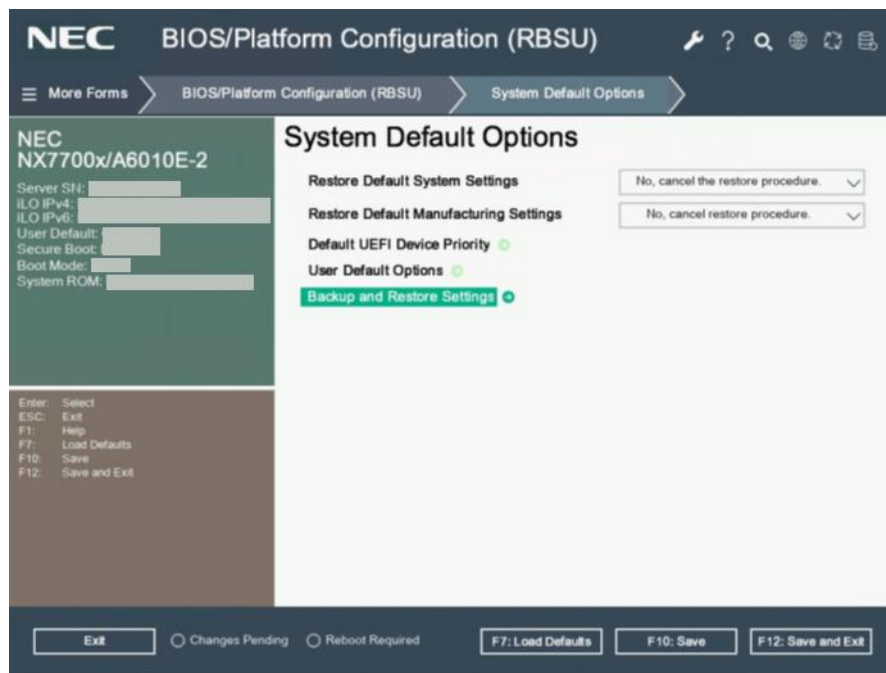 NEC BIOS/Platform Configuration (RBSU)
More Forms BIOS/Platform Configuration (RBSU) System Default Options
NEC
NX7700x/A6010E-2
Server SN:
iLO IPv4:
iLO IPv6:
User Default:
Secure Boot:
Boot Mode:
System ROM:
System Default Options
Restore Default System Settings No, cancel the restore procedure.
Restore Default Manufacturing Settings No, cancel restore procedure.
Default UEFI Device Priority
User Default Options
Backup and Restore Settings
Enter: Select
ESC: Exit
F1: Help
F7: Load Defaults
F10: Save
F12: Save and Exit
Exit Changes Pending Reboot Required F7: Load Defaults F10: Save F12: Save and Exit